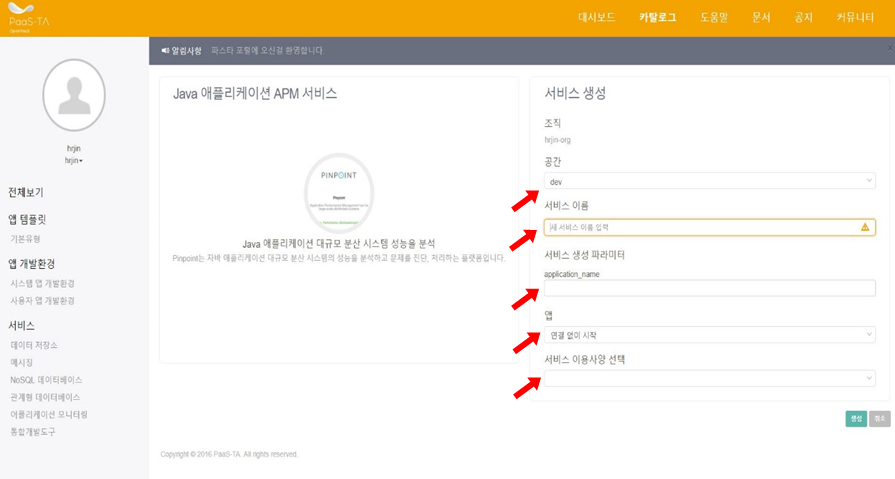 PaaS-TA
대시보드
카탈로그
도움말
문서
공지
커뮤니티
알림사항 파스타 포털에 오신걸 환영합니다
hrjin
hrjin
전체보기
앱 템플릿
기본유형
앱 개발환경
시스템 앱 개발환경
사용자 앱 개발환경
서비스
데이터 저장소
메시징
NoSQL 데이터베이스
관계형 데이터베이스
어플리케이션 모니터링
통합개발도구
Java 애플리케이션 APM 서비스
PINPOINT
Pinpoint
Java 애플리케이션 대규모 분산 시스템 성능을 분석
Pinpoint는 자바 애플리케이션 대규모 분산 시스템의 성능을 분석하고 문제를 진단, 처리하는 플랫폼입니다.
서비스 생성
조직
hrjin-org
공간
dev
서비스 이름
새 서비스 이름 입력
서비스 생성 파라미터
application_name
앱
연결 없이 시작
서비스 이용사양 선택
생성
취소
Copyright © 2016 PaaS-TA. All rights reserved.